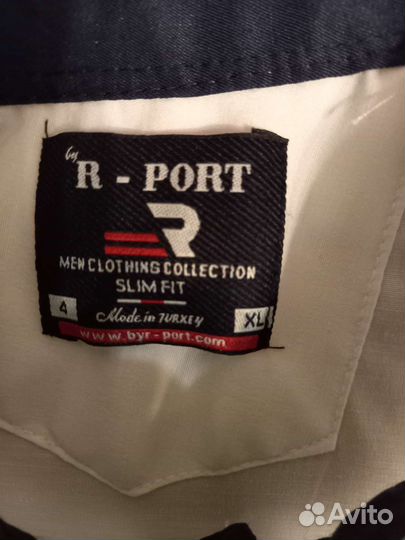 by
R - PORT
R
MEN CLOTHING COLLECTION
SLIM FIT
4 Made in TURKEY XL
www.byr-port.com
Avito